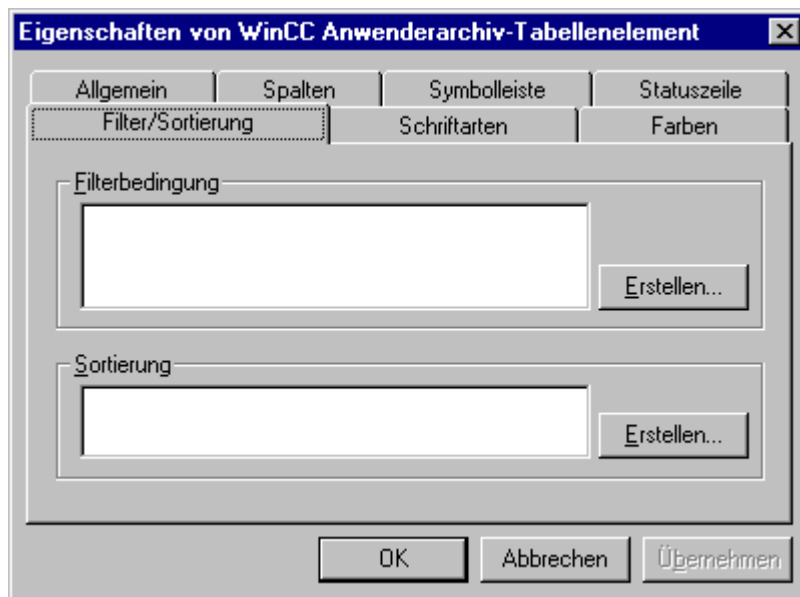 Eigenschaften von WinCC Anwenderarchiv-Tabellenelement
Allgemein Spalten Symbolleiste Statuszeile
Filter/Sortierung Schriftarten Farben
Filterbedingung
Erstellen...
Sortierung
Erstellen...
OK Abbrechen Übernehmen